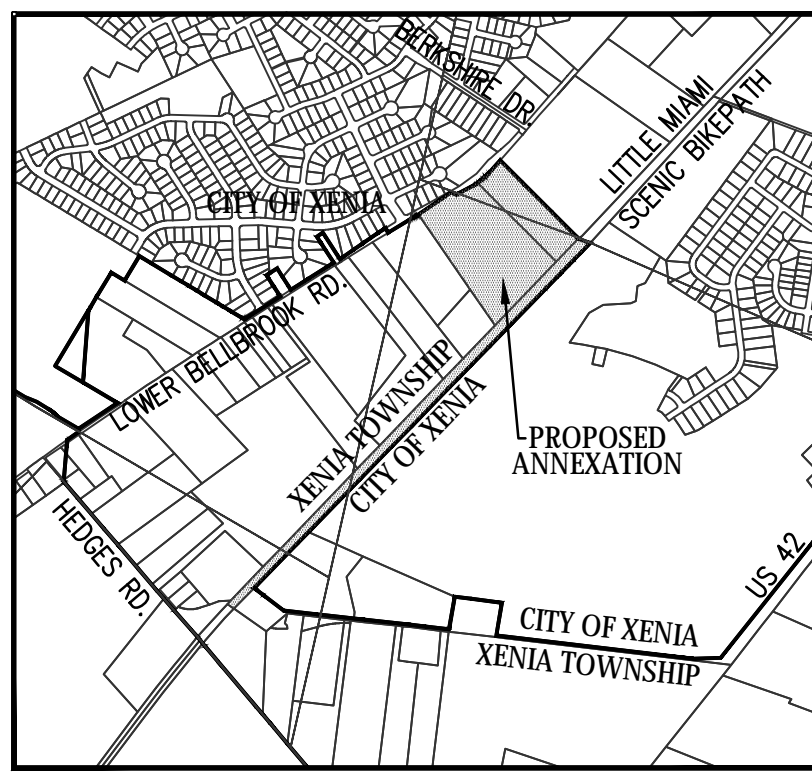 BERKSHIRE DR.
LITTLE MIAMI
SCENIC BIKEPATH
CITY OF XENIA
LOWER BELLBROOK RD.
XENIA TOWNSHIP
CITY OF XENIA
PROPOSED
ANNEXATION
HEDGES RD.
US 42
CITY OF XENIA
XENIA TOWNSHIP